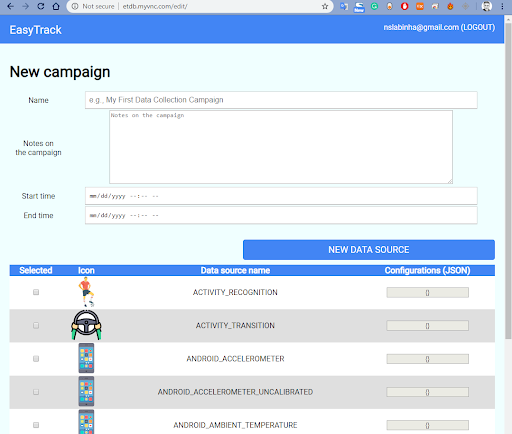 Not secure | etdb.myvnc.com/edit/
EasyTrack
nslabinha@gmail.com (LOGOUT)
New campaign
Name
e.g., My First Data Collection Campaign
Notes on
the campaign
Notes on the campaign
Start time
mm/dd/yyyy --:-- --
End time
mm/dd/yyyy --:-- --
NEW DATA SOURCE
Selected Icon Data source name Configurations (JSON)
ACTIVITY_RECOGNITION {}
ACTIVITY_TRANSITION {}
ANDROID_ACCELEROMETER {}
ANDROID_ACCELEROMETER_UNCALIBRATED {}
ANDROID_AMBIENT_TEMPERATURE {}